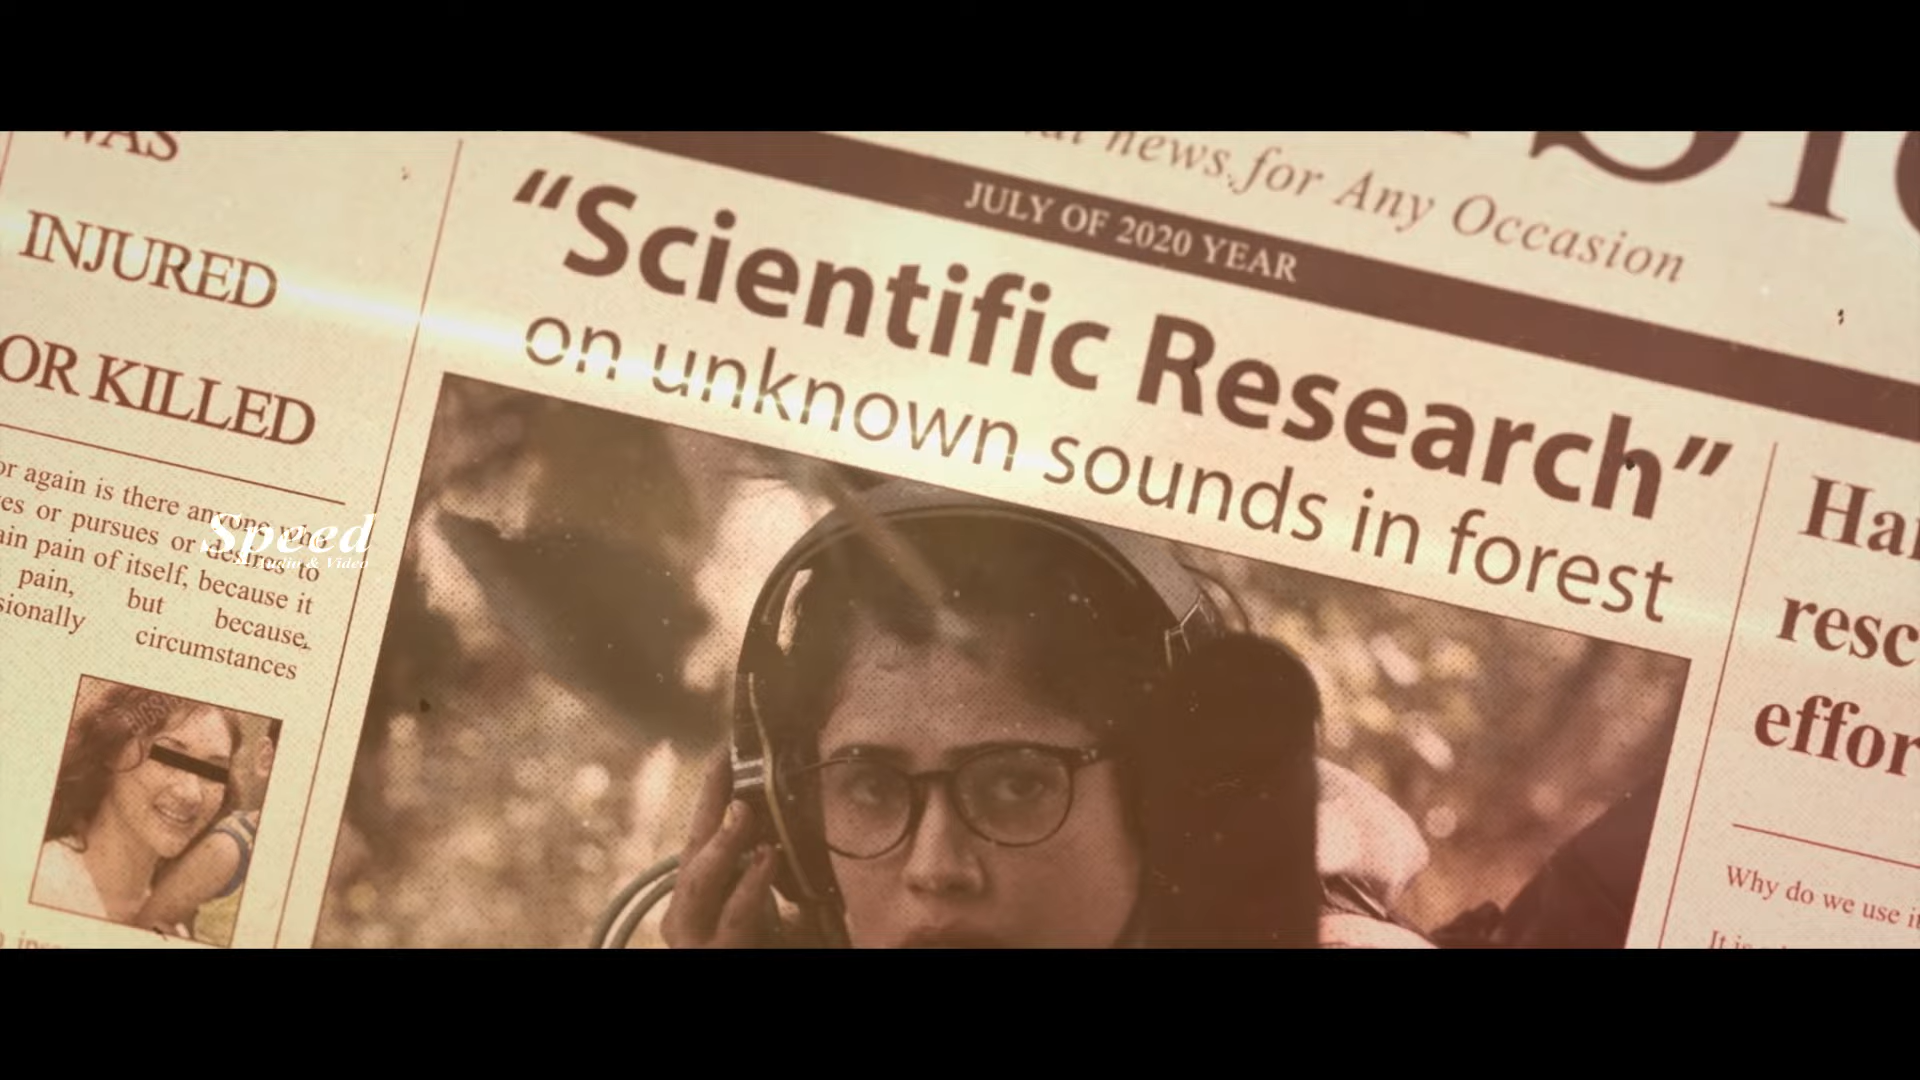 WAS
INJURED
OR KILLED
or again is there anyone who
es or pursues or desires to
ain pain of itself, because it
pain, but because
sionally circumstances
Speed
Audio & Video
news for Any Occasion
JULY OF 2020 YEAR
“Scientific Research”
on unknown sounds in forest
Why do we use